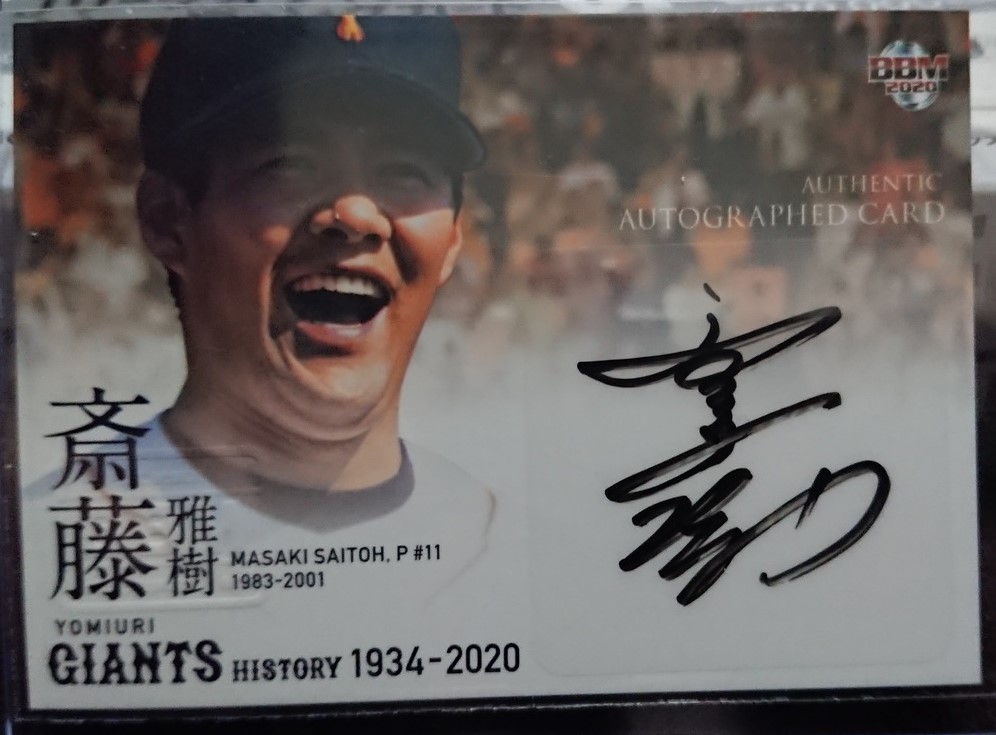 BBM
2020
AUTHENTIC
AUTOGRAPHED CARD
斎藤
雅樹
MASAKI SAITOH, P #11
1983-2001
YOMIURI
GIANTS HISTORY 1934-2020